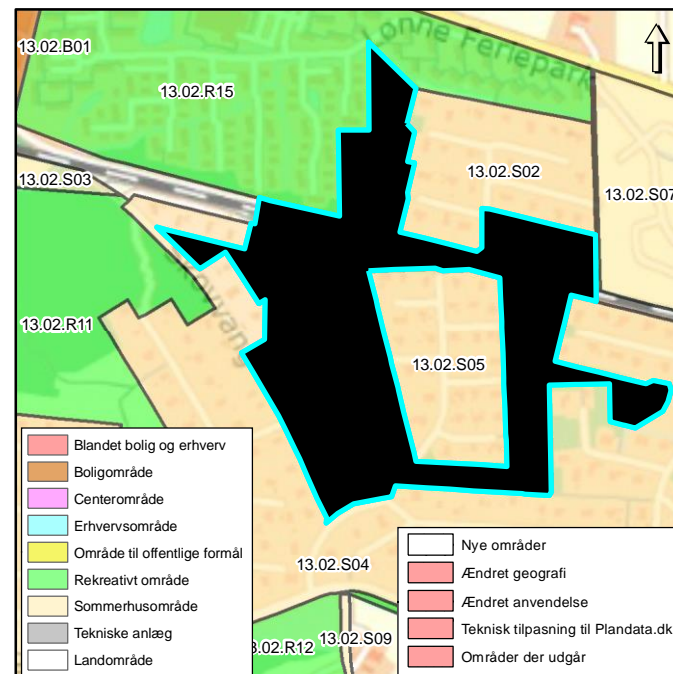 Lønne Feriepark
13.02.B01
13.02.R15
13.02.S02
13.02.S03
13.02.S07
13.02.R11
13.02.S05
Blandet bolig og erhverv
Boligområde
Centerområde
Erhvervsområde
Område til offentlige formål
Rekreativt område
Sommerhusområde
Tekniske anlæg
Landområde
Nye områder
Ændret geografi
Ændret anvendelse
Teknisk tilpasning til Plandata.dk
Områder der udgår
13.02.S04
3.02.R12
13.02.S09